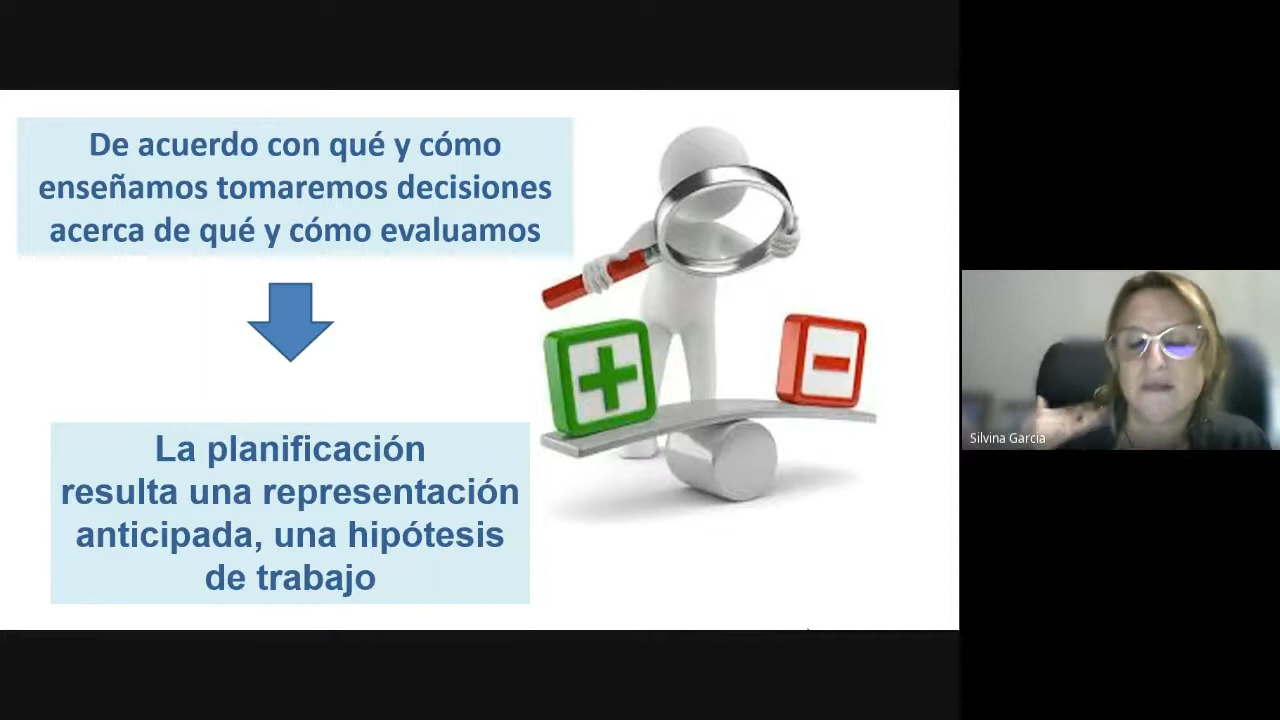 De acuerdo con qué y cómo
enseñamos tomaremos decisiones
acerca de qué y cómo evaluamos
La planificación
resulta una representación
anticipada, una hipótesis
de trabajo
Silvina Garcia